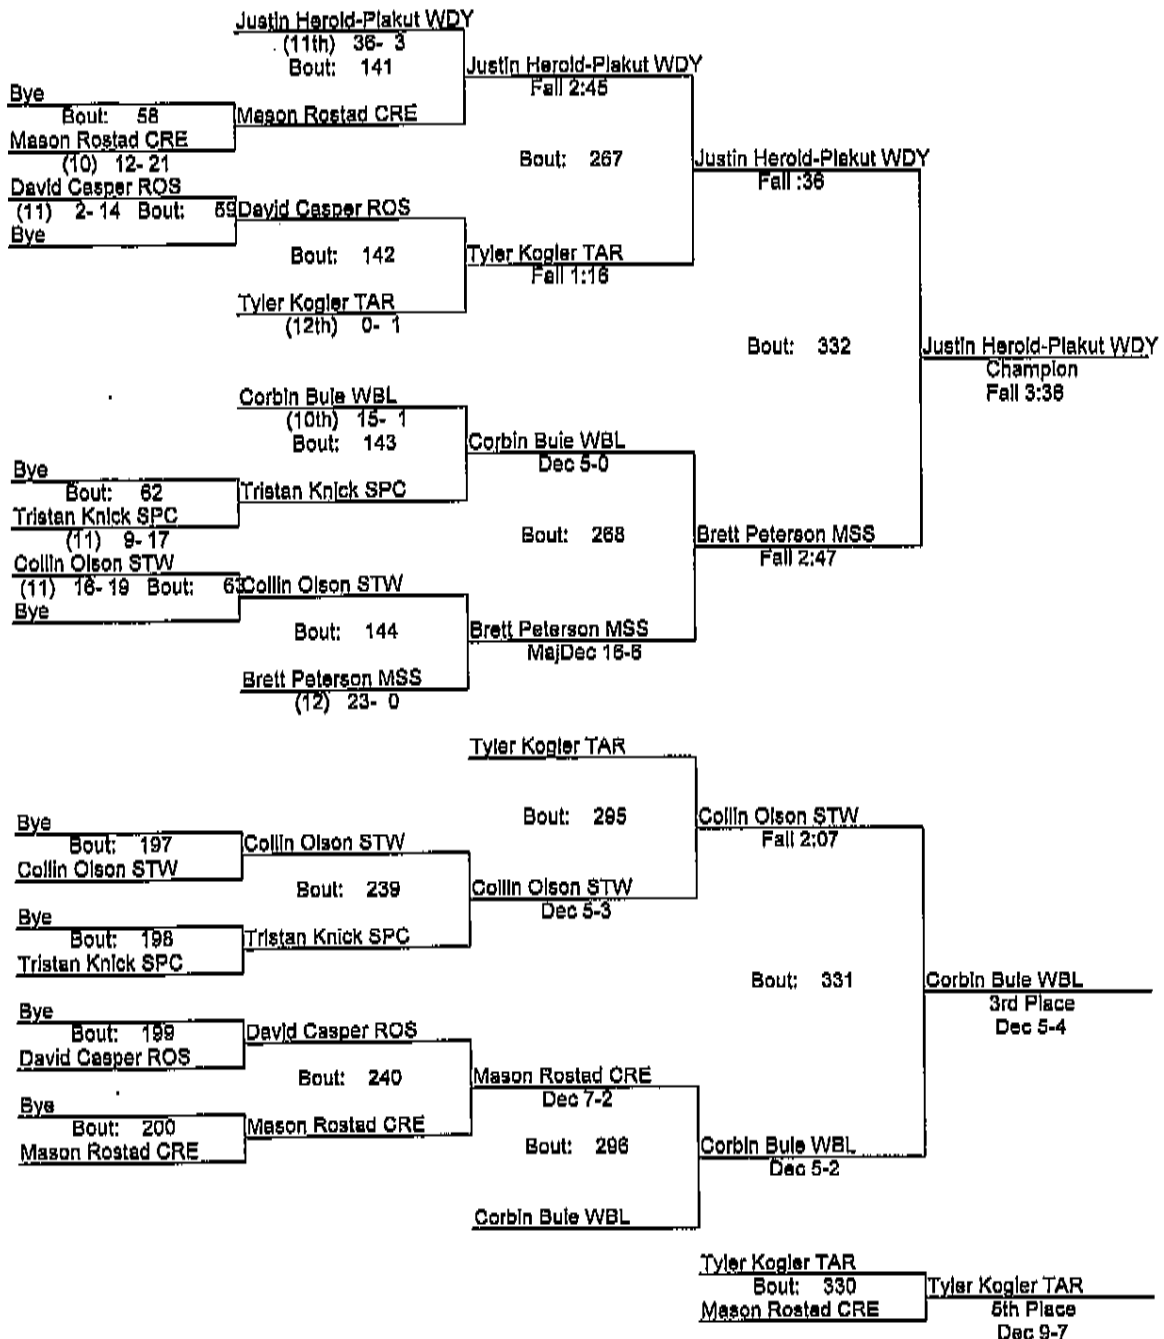 Justin Herold-Plakut WDY
(11th) 36- 3
Bout: 141
Justin Herold-Plakut WDY
Fall 2:45
Bye
Bout: 58
Mason Rostad CRE
Mason Rostad CRE
(10) 12- 21
Bout: 267
Justin Herold-Plakut WDY
Fall :36
David Casper ROS
(11) 2- 14 Bout: 59
David Casper ROS
Bye
Bout: 142
Tyler Kogler TAR
Fall 1:16
Tyler Kogler TAR
(12th) 0- 1
Bout: 332
Justin Herold-Plakut WDY
Champion
Fall 3:38
Corbin Buie WBL
(10th) 15- 1
Bout: 143
Corbin Buie WBL
Dec 5-0
Bye
Bout: 62
Tristan Knick SPC
Tristan Knick SPC
(11) 9- 17
Bout: 268
Brett Peterson MSS
Fall 2:47
Collin Olson STW
(11) 16- 19 Bout: 63
Collin Olson STW
Bye
Bout: 144
Brett Peterson MSS
MajDec 16-6
Brett Peterson MSS
(12) 23- 0
Tyler Kogler TAR
Bout: 295
Collin Olson STW
Fall 2:07
Bye
Bout: 197
Collin Olson STW
Collin Olson STW
Bout: 239
Collin Olson STW
Dec 5-3
Bye
Bout: 198
Tristan Knick SPC
Tristan Knick SPC
Bout: 331
Corbin Buie WBL
3rd Place
Dec 5-4
Bye
Bout: 199
David Casper ROS
David Casper ROS
Bout: 240
Mason Rostad CRE
Dec 7-2
Bye
Bout: 200
Mason Rostad CRE
Mason Rostad CRE
Bout: 296
Corbin Buie WBL
Dec 5-2
Corbin Buie WBL
Tyler Kogler TAR
Bout: 330
Mason Rostad CRE
Tyler Kogler TAR
5th Place
Dec 9-7